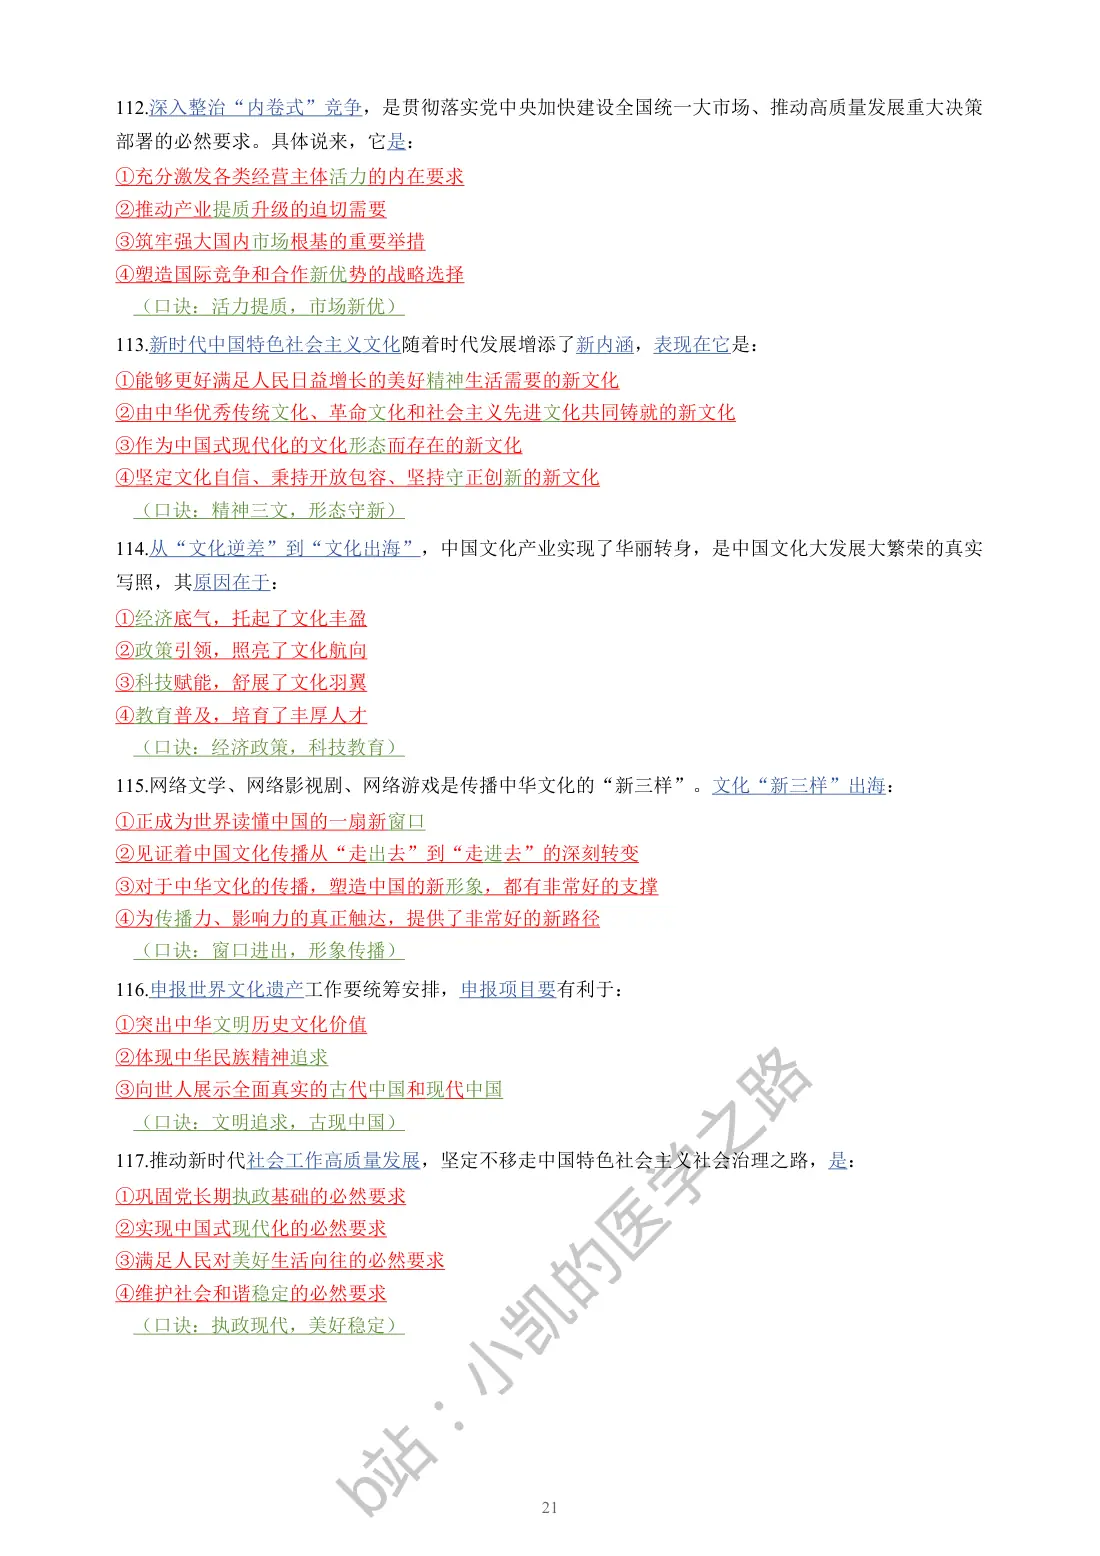 112.深入整治“内卷式”竞争，是贯彻落实党中央加快建设全国统一大市场、推动高质量发展重大决策
部署的必然要求。具体说来，它是：
①充分激发各类经营主体活力的内在要求
②推动产业提质升级的迫切需要
③筑牢强大国内市场根基的重要举措
④塑造国际竞争和合作新优势的战略选择
（口诀：活力提质，市场新优）
113.新时代中国特色社会主义文化随着时代发展增添了新内涵，表现在它是：
①能够更好满足人民日益增长的美好精神生活需要的新文化
②由中华优秀传统文化、革命文化和社会主义先进文化共同铸就的新文化
③作为中国式现代化的文化形态而存在的新文化
④坚定文化自信、秉持开放包容、坚持守正创新的新文化
（口诀：精神三文，形态守新）
114.从“文化逆差”到“文化出海”，中国文化产业实现了华丽转身，是中国文化大发展大繁荣的真实
写照，其原因在于：
①经济底气，托起了文化丰盈
②政策引领，照亮了文化航向
③科技赋能，舒展了文化羽翼
④教育普及，培育了丰厚人才
（口诀：经济政策，科技教育）
115.网络文学、网络影视剧、网络游戏是传播中华文化的“新三样”。文化“新三样”出海：
①正成为世界读懂中国的一扇新窗口
②见证着中国文化传播从“走出去”到“走进去”的深刻转变
③对于中华文化的传播，塑造中国的新形象，都有非常好的支撑
④为传播力、影响力的真正触达，提供了非常好的新路径
（口诀：窗口进出，形象传播）
116.申报世界文化遗产工作要统筹安排，申报项目要有利于：
①突出中华文明历史文化价值
②体现中华民族精神追求
③向世人展示全面真实的古代中国和现代中国
（口诀：文明追求，古现中国）
117.推动新时代社会工作高质量发展，坚定不移走中国特色社会主义社会治理之路，是：
①巩固党长期执政基础的必然要求
②实现中国式现代化的必然要求
③满足人民对美好生活向往的必然要求
④维护社会和谐稳定的必然要求
（口诀：执政现代，美好稳定）
b站：小凯的医学之路
21